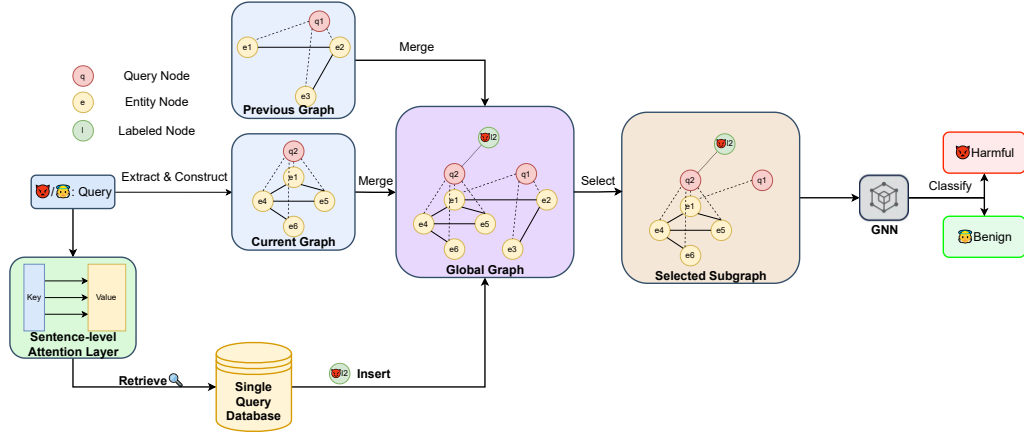 q
Query Node
e
Entity Node
l
Labeled Node
q1
e1
e2
e3
Previous Graph
Merge
😈/😇: Query
Extract & Construct
q2
e1
e4
e5
e6
Current Graph
Merge
😈l2
q2
q1
e1
e2
e4
e5
e3
e6
Global Graph
Select
😈l2
q2
q1
e1
e4
e5
e6
Selected Subgraph
GNN
Classify
😈Harmful
😇Benign
Key
Value
Sentence-level
Attention Layer
Retrieve🔍
Single
Query
Database
😈l2
Insert